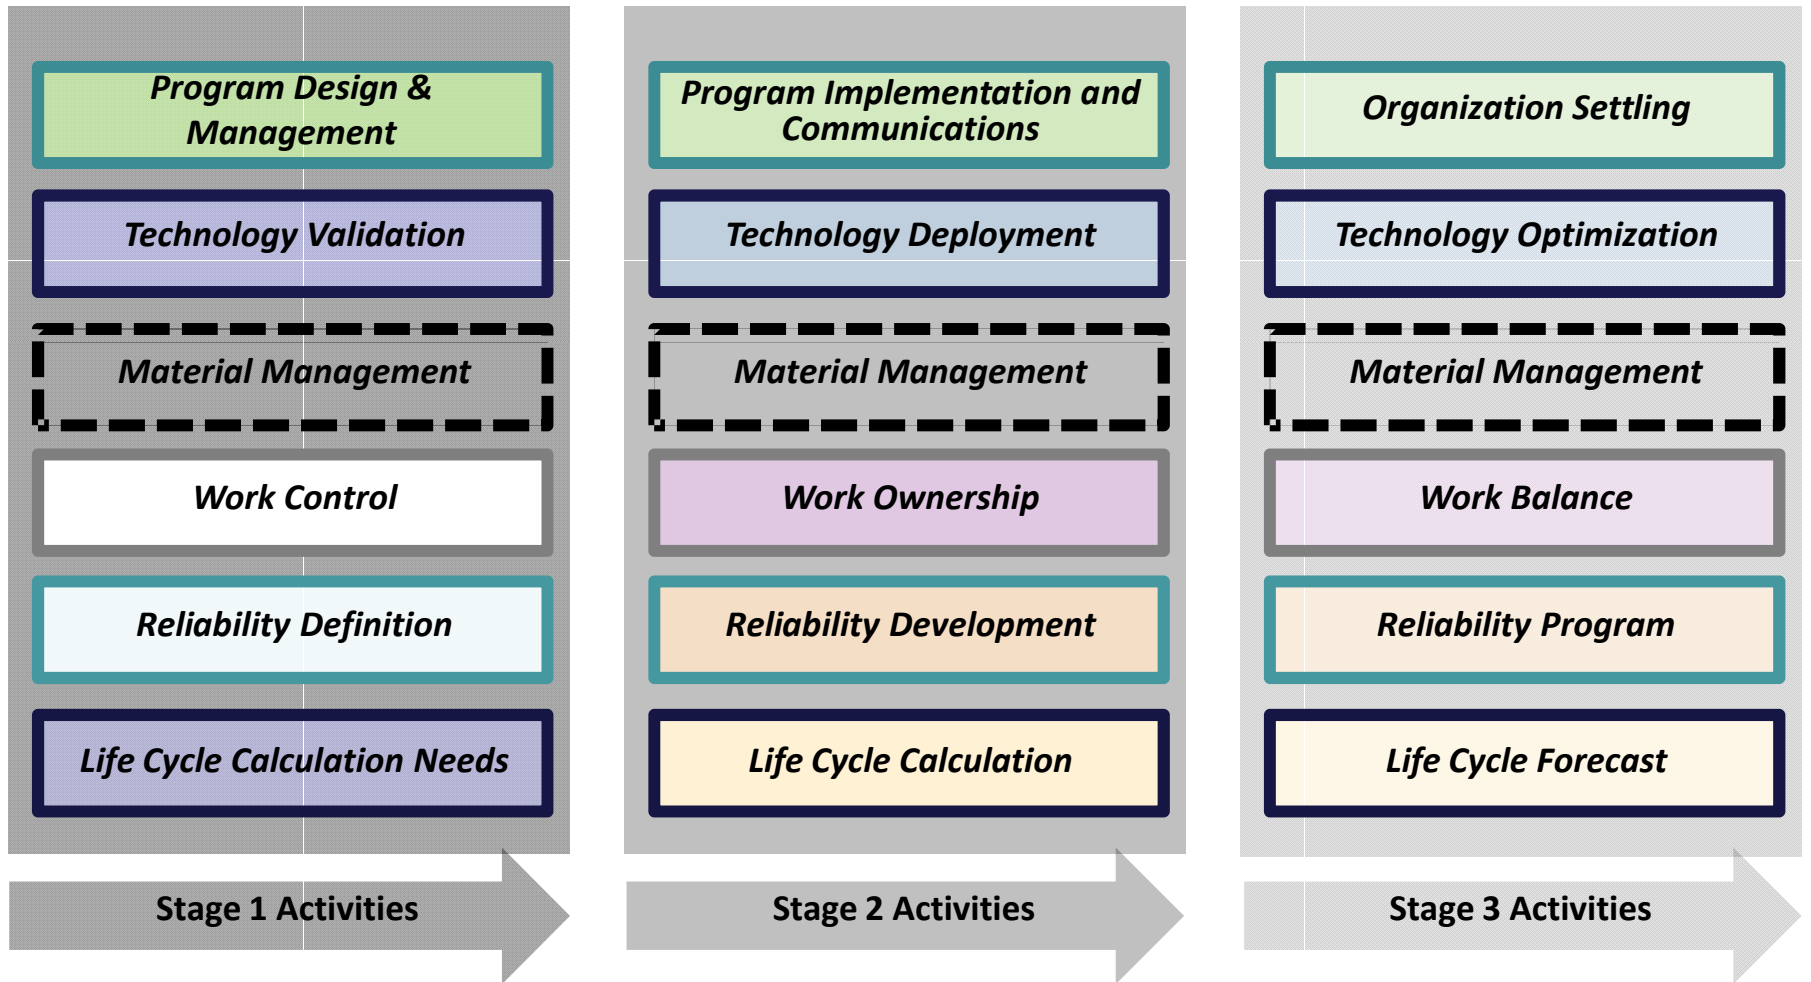 Program Design &
Management
Technology Validation
Material Management
Work Control
Reliability Definition
Life Cycle Calculation Needs
Stage 1 Activities
Program Implementation and
Communications
Technology Deployment
Material Management
Work Ownership
Reliability Development
Life Cycle Calculation
Stage 2 Activities
Organization Settling
Technology Optimization
Material Management
Work Balance
Reliability Program
Life Cycle Forecast
Stage 3 Activities